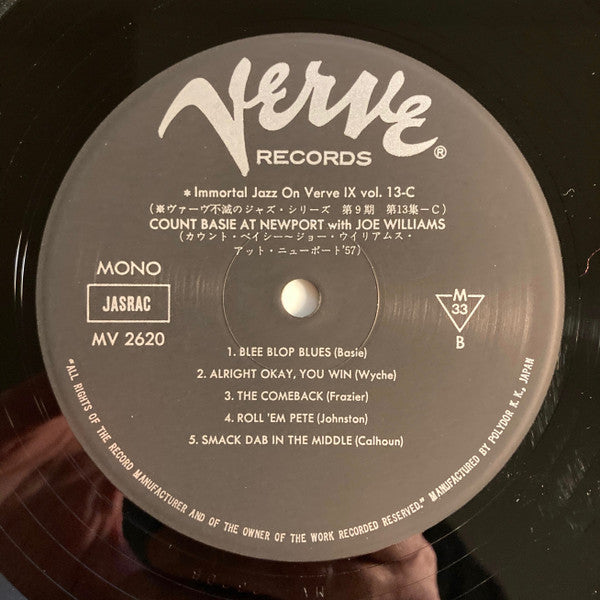 Verve
RECORDS ®
* Immortal Jazz On Verve IX vol. 13-C
(※ヴァーヴ不滅のジャズ・シリーズ 第9期 第13集-C)
COUNT BASIE AT NEWPORT with JOE WILLIAMS
(カウント・ベイシー~ジョー・ウイリアムス・
アット・ニューポート'57)
MONO
JASRAC
MV 2620
M
33
B
1. BLEE BLOP BLUES (Basie)
2. ALRIGHT OKAY, YOU WIN (Wyche)
3. THE COMEBACK (Frazier)
4. ROLL 'EM PETE (Johnston)
5. SMACK DAB IN THE MIDDLE (Calhoun)
"ALL RIGHTS OF THE RECORD MANUFACTURER AND OF THE OWNER OF THE WORK RECORDED RESERVED." MANUFACTURED BY POLYDOR K. K., JAPAN